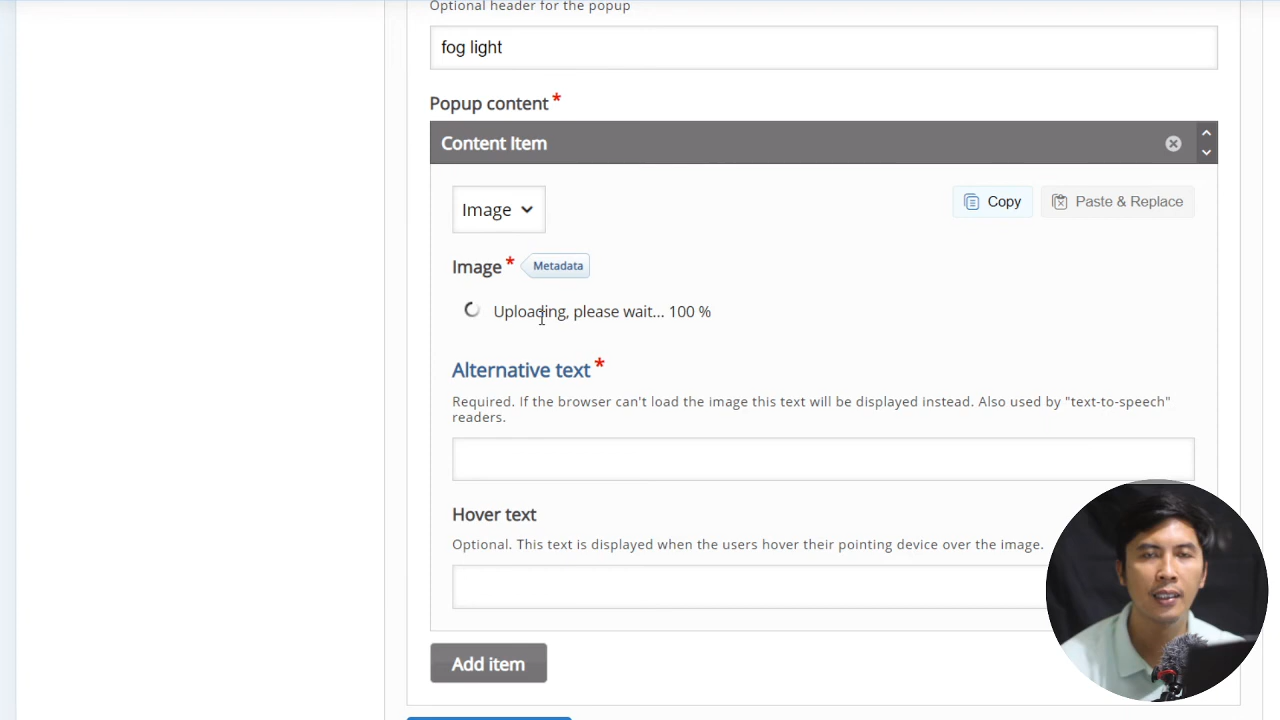 Optional header for the popup
fog light
Popup content *
Content Item
Image
Copy
Paste & Replace
Image *
Metadata
Uploading, please wait... 100 %
Alternative text *
Required. If the browser can't load the image this text will be displayed instead. Also used by "text-to-speech"
readers.
Hover text
Optional. This text is displayed when the users hover their pointing device over the image.
Add item